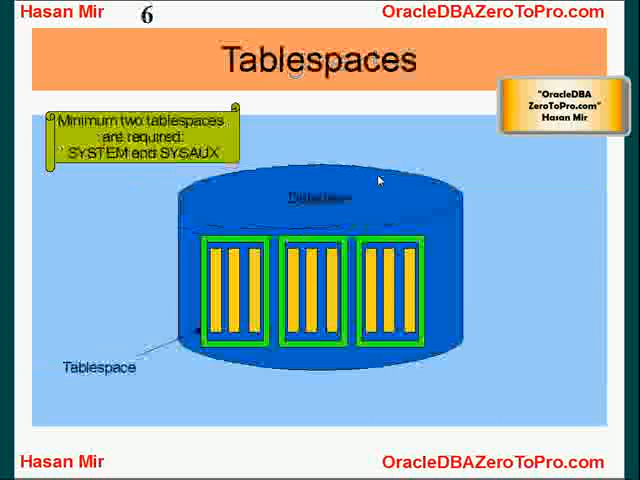 Hasan Mir
6
OracleDBAZeroToPro.com
Tablespaces
"OracleDBA
ZeroToPro.com"
Hasan Mir
Minimum two tablespaces
are required:
SYSTEM and SYSAUX
Database
Tablespace
Hasan Mir
OracleDBAZeroToPro.com